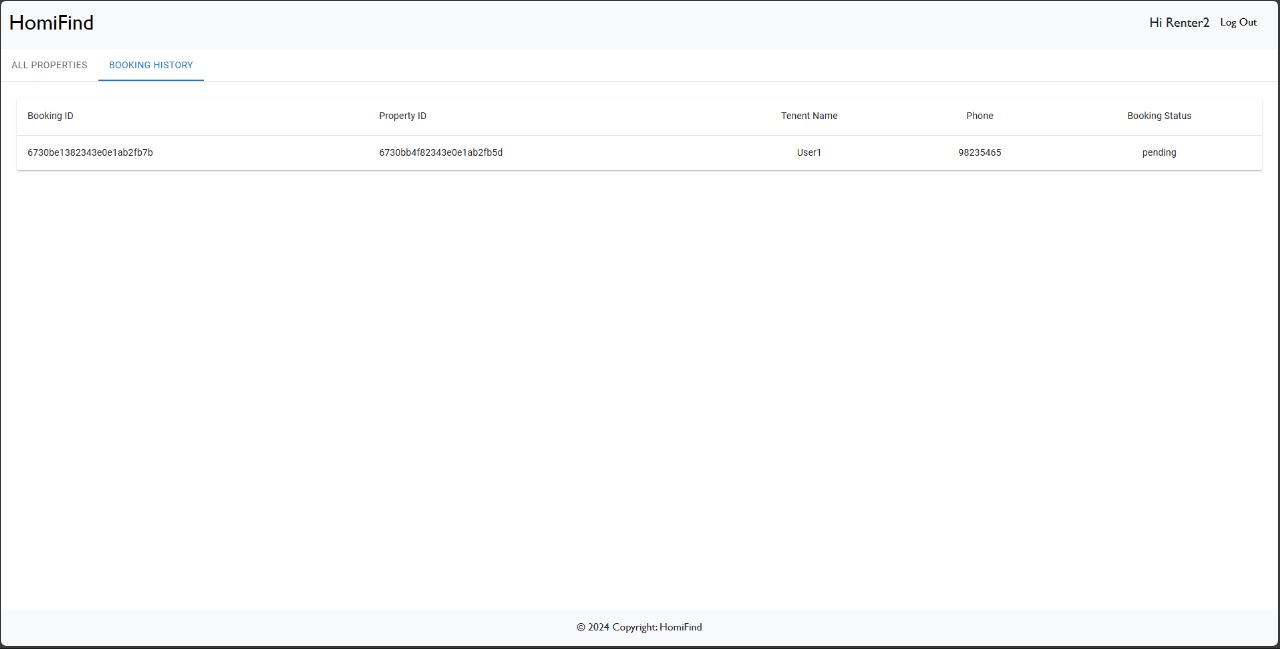 HomiFind
Hi Renter2 Log Out
ALL PROPERTIES BOOKING HISTORY
Booking ID Property ID Tenent Name Phone Booking Status
6730be1382343e0e1ab2fb7b 6730bb4f82343e0e1ab2fb5d User1 98235465 pending
© 2024 Copyright: HomiFind